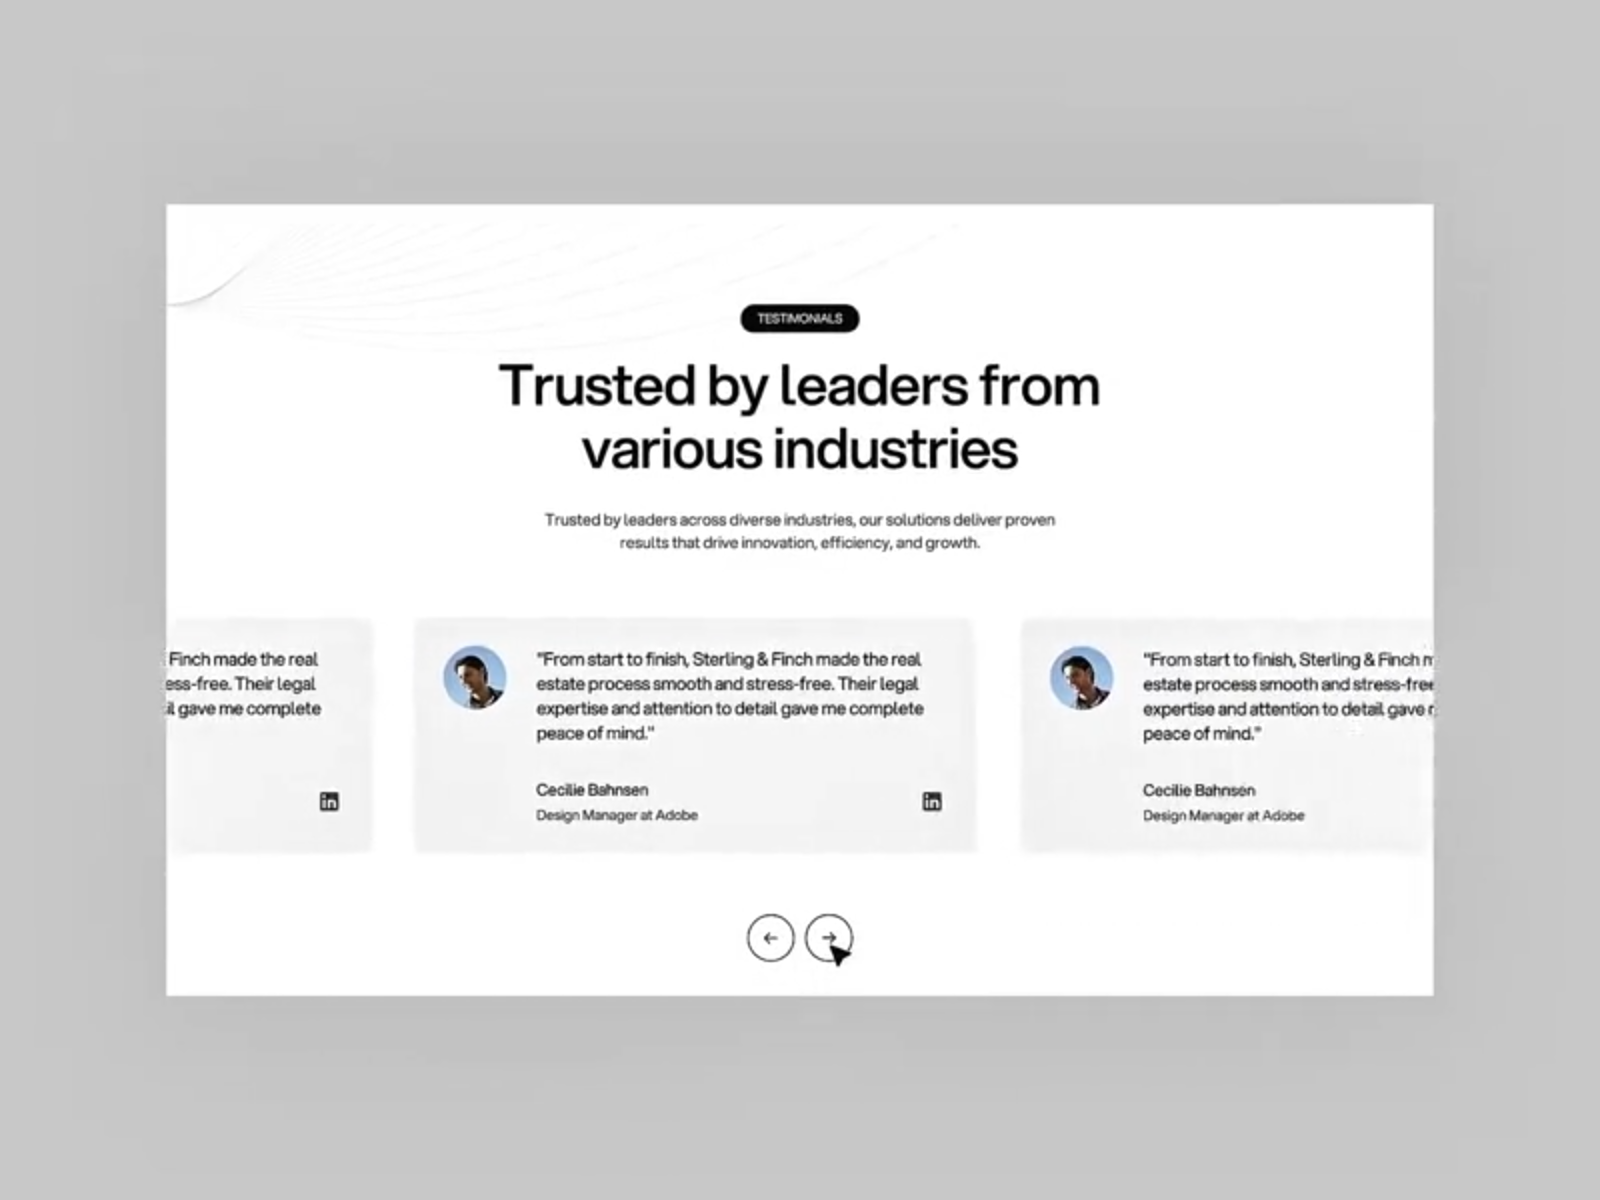 TESTIMONIALS
Trusted by leaders from
various industries
Trusted by leaders across diverse industries, our solutions deliver proven
results that drive innovation, efficiency, and growth.
Finch made the real
ess-free. Their legal
il gave me complete
in
"From start to finish, Sterling & Finch made the real
estate process smooth and stress-free. Their legal
expertise and attention to detail gave me complete
peace of mind."
Cecilie Bahnsen
Design Manager at Adobe
in
"From start to finish, Sterling & Finch
estate process smooth and stress-free
expertise and attention to detail gave
peace of mind."
Cecilie Bahnsen
Design Manager at Adobe